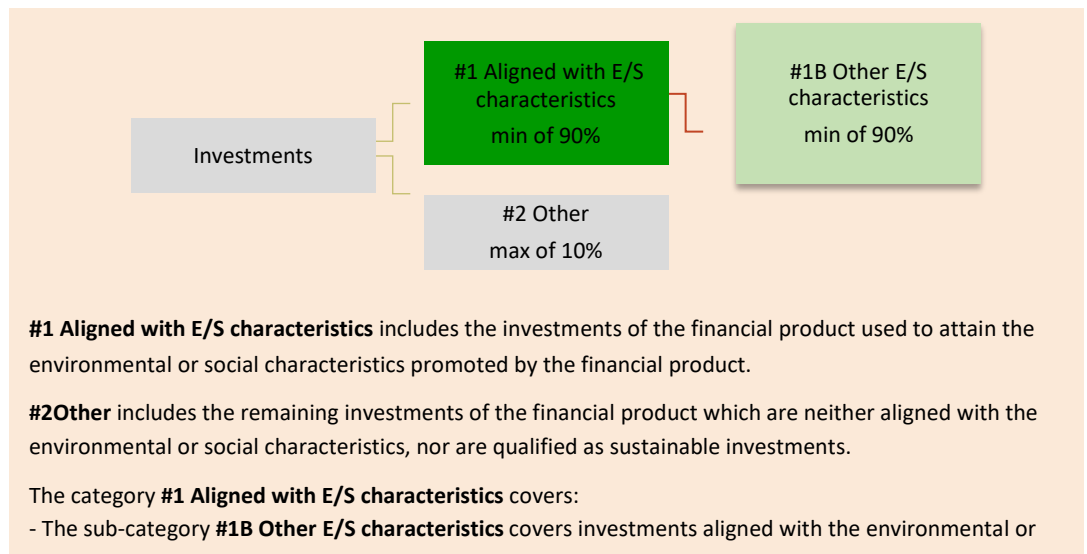 #1 Aligned with E/S
characteristics
min of 90%
#1B Other E/S
characteristics
min of 90%
Investments
#2 Other
max of 10%
#1 Aligned with E/S characteristics includes the investments of the financial product used to attain the
environmental or social characteristics promoted by the financial product.
#2Other includes the remaining investments of the financial product which are neither aligned with the
environmental or social characteristics, nor are qualified as sustainable investments.
The category #1 Aligned with E/S characteristics covers:
- The sub-category #1B Other E/S characteristics covers investments aligned with the environmental or